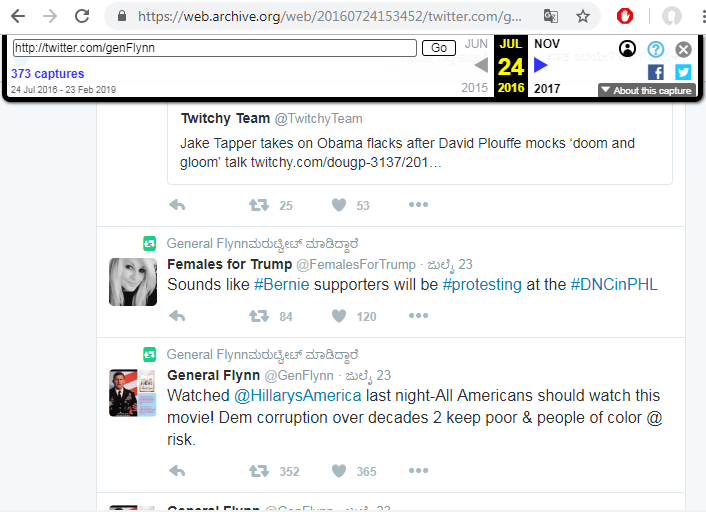 https://web.archive.org/web/20160724153452/twitter.com/g...
http://twitter.com/genFlynn Go JUN JUL NOV
373 captures 24
24 Jul 2016 - 23 Feb 2019 2015 2016 2017 About this capture
Twitchy Team @TwitchyTeam
Jake Tapper takes on Obama flacks after David Plouffe mocks ‘doom and
gloom’ talk twitchy.com/dougp-3137/201…
25 53
General Flynnಮರುಟ್ವೀಟ್ ಮಾಡಿದ್ದಾರೆ
Females for Trump @FemalesForTrump · ಜುಲೈ 23
Sounds like #Bernie supporters will be #protesting at the #DNCinPHL
84 120
General Flynnಮರುಟ್ವೀಟ್ ಮಾಡಿದ್ದಾರೆ
General Flynn @GenFlynn · ಜುಲೈ 23
Watched @HillarysAmerica last night-All Americans should watch this
movie! Dem corruption over decades 2 keep poor & people of color @
risk.
352 365
General Flynn @GenFlynn